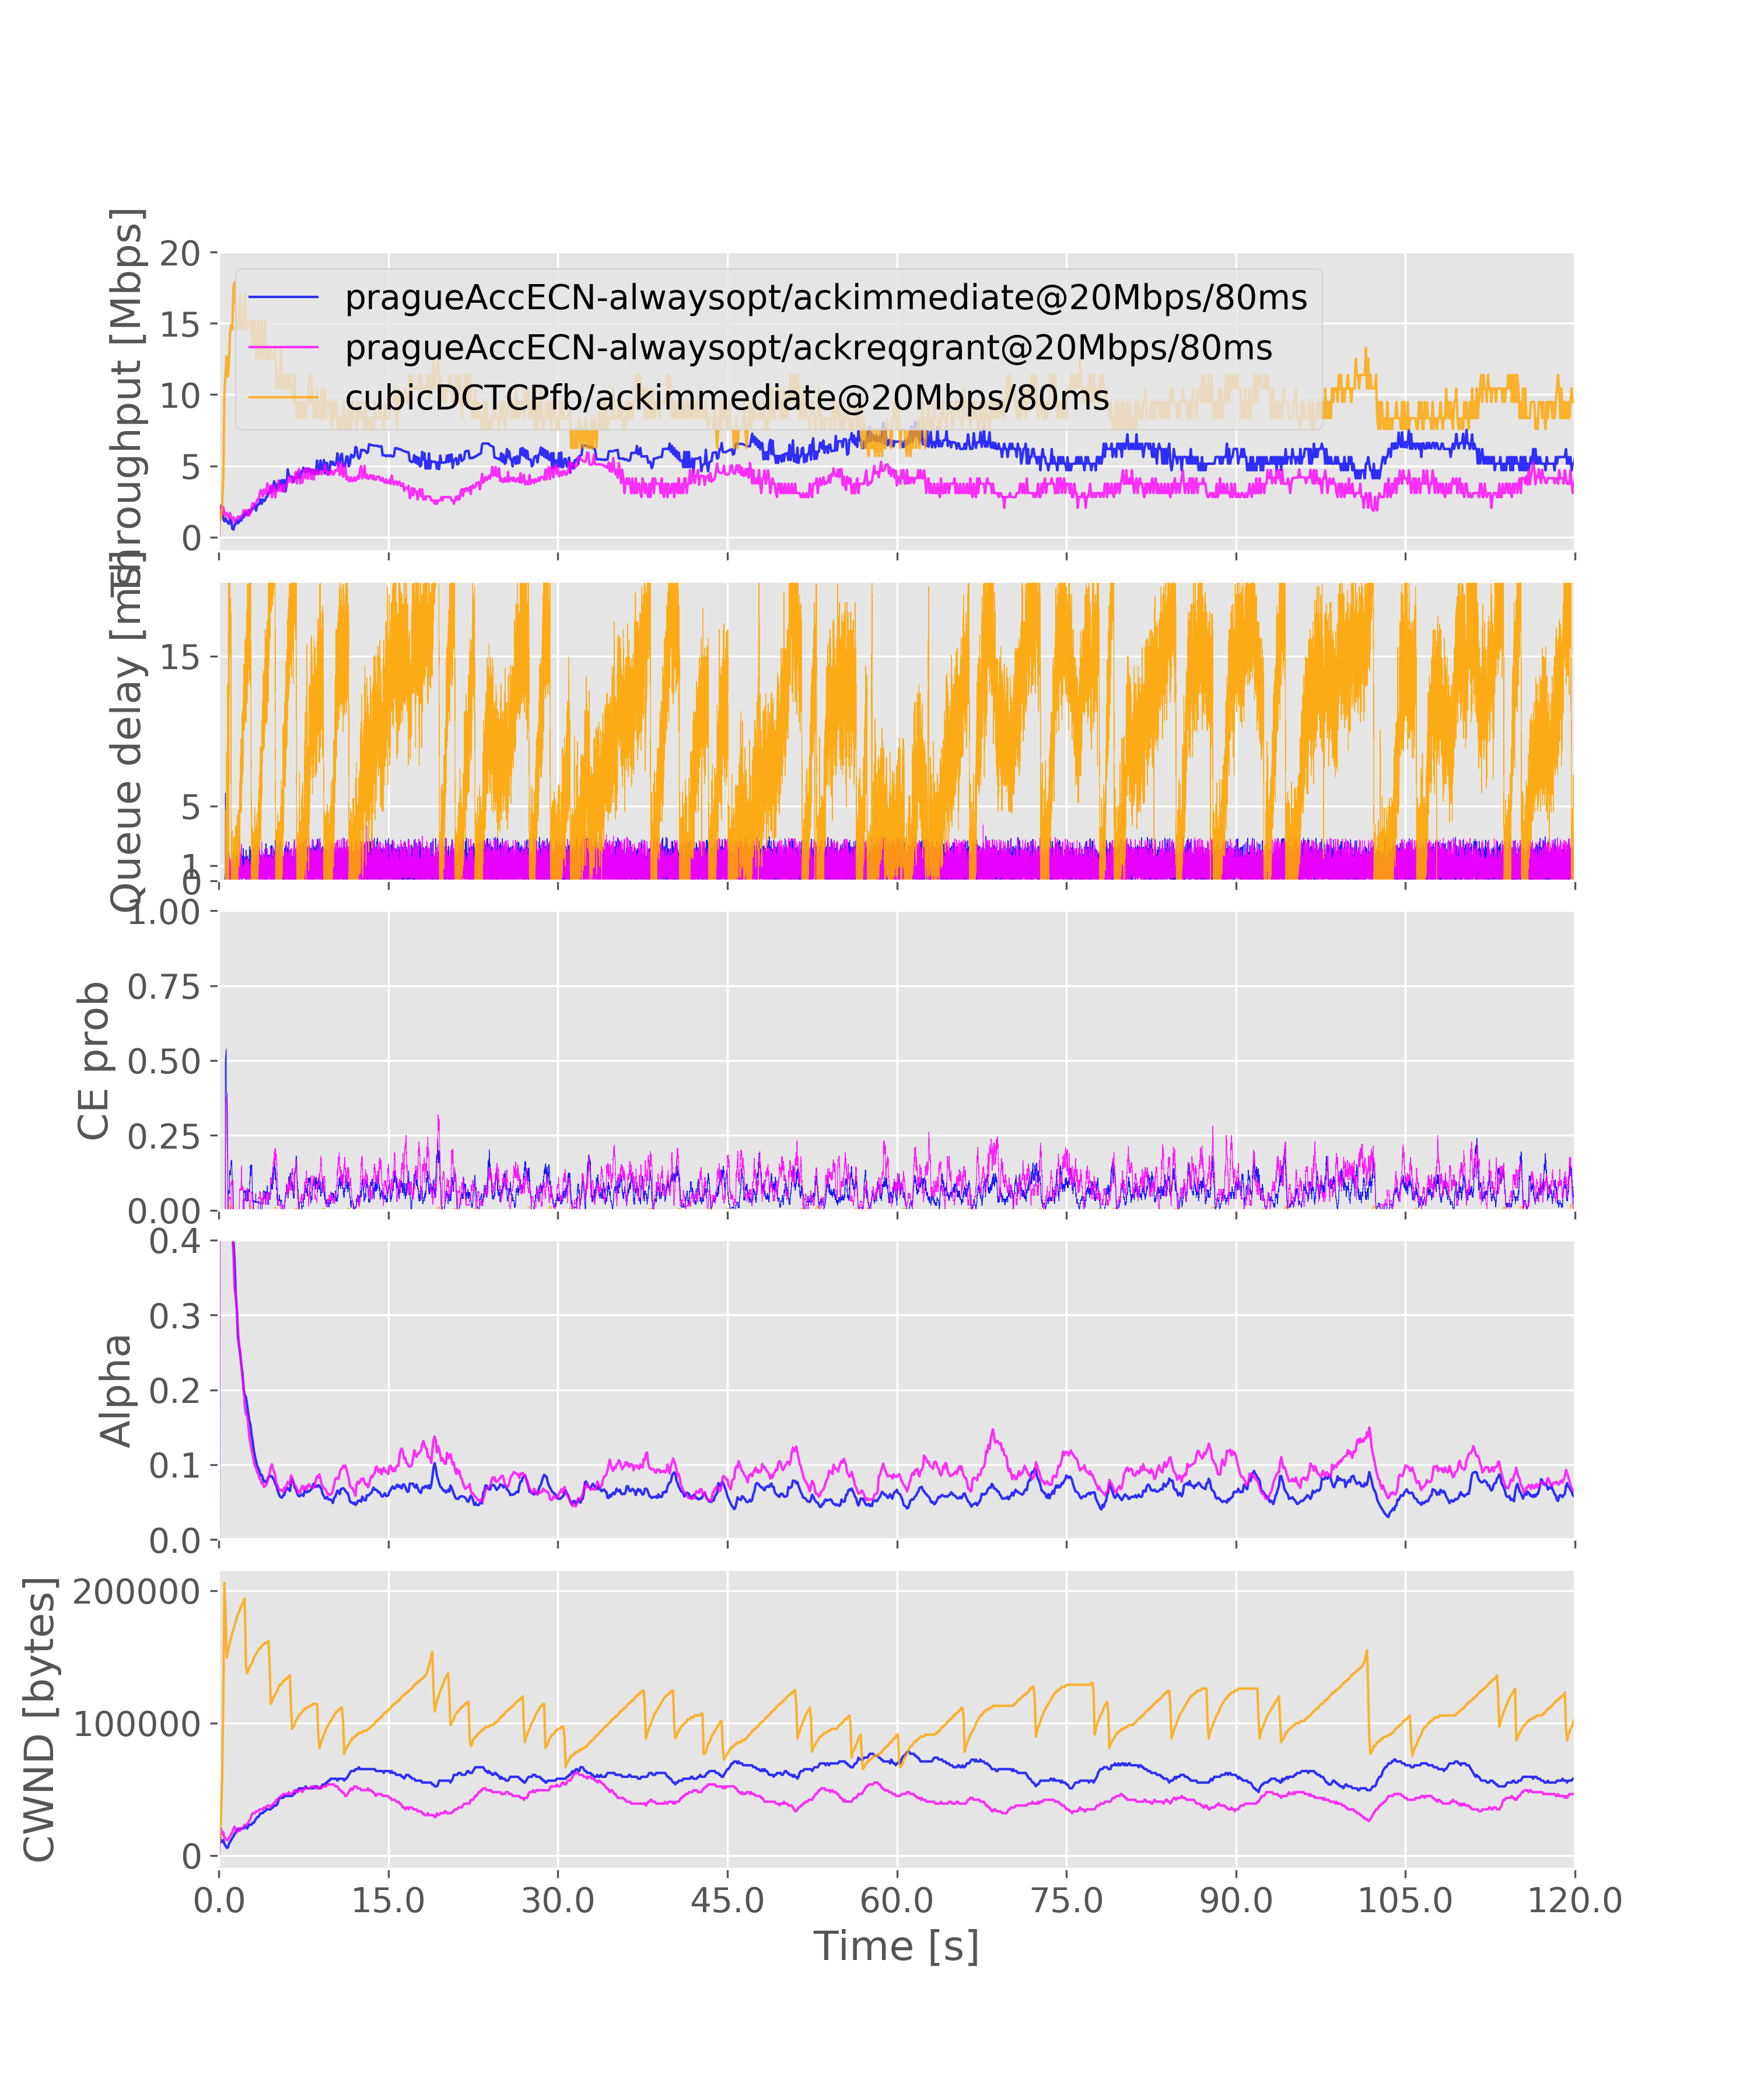 Throughput [Mbps]
20
15
10
5
0
pragueAccECN-alwaysopt/ackimmediate@20Mbps/80ms
pragueAccECN-alwaysopt/ackreqgrant@20Mbps/80ms
cubicDCTCPfb/ackimmediate@20Mbps/80ms
Queue delay [ms]
15
5
1
0
CE prob
1.00
0.75
0.50
0.25
0.00
Alpha
0.4
0.3
0.2
0.1
0.0
CWND [bytes]
200000
100000
0
0.0 15.0 30.0 45.0 60.0 75.0 90.0 105.0 120.0
Time [s]